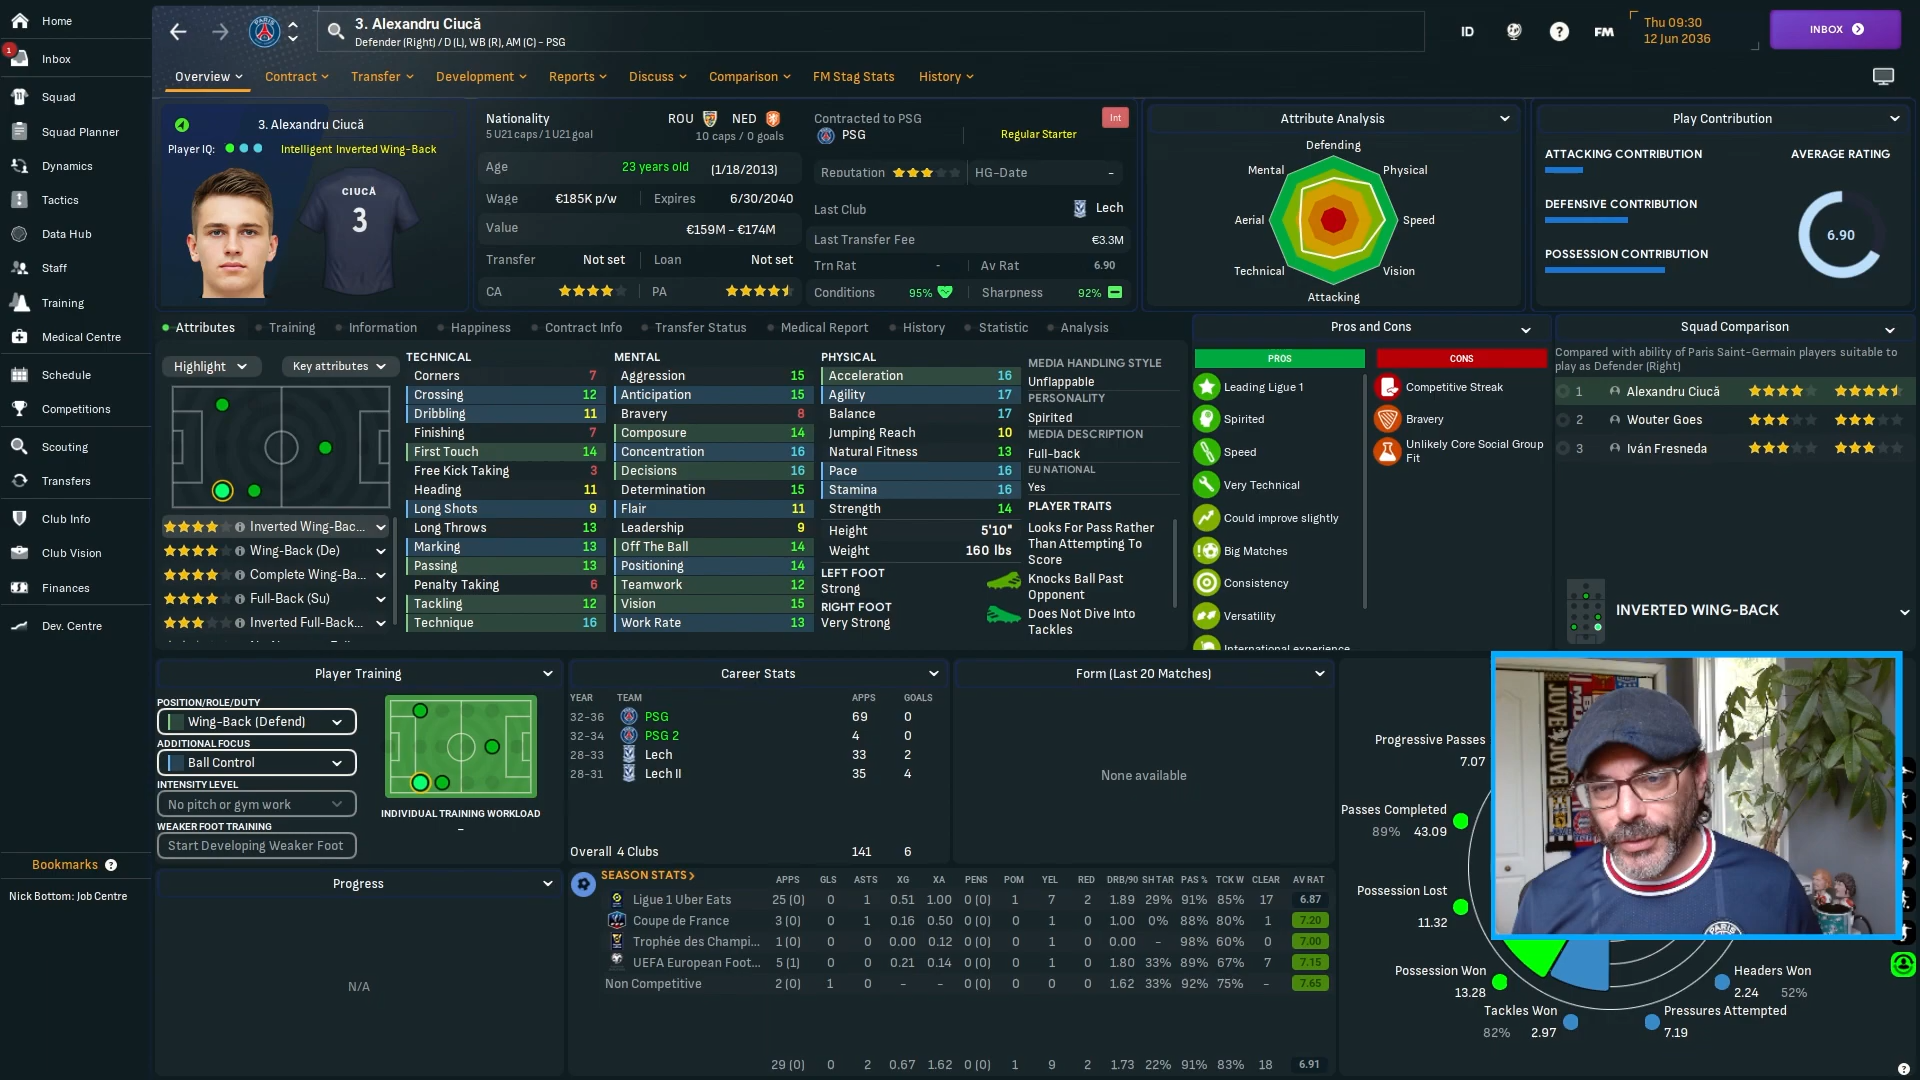 Home
1
Inbox
Squad
Squad Planner
Dynamics
Tactics
Data Hub
Staff
Training
Medical Centre
Schedule
Competitions
Scouting
Transfers
Club Info
Club Vision
Finances
Dev. Centre
Bookmarks ?
Nick Bottom: Job Centre
3. Alexandru Ciucă
Defender (Right) / D (L), WB (R), AM (C) - PSG
ID
?
FM
Thu 09:30
12 Jun 2036
INBOX
Overview
Contract
Transfer
Development
Reports
Discuss
Comparison
FM Stag Stats
History
3. Alexandru Ciucă
Player IQ:
Intelligent Inverted Wing-Back
CIUCĂ
3
Nationality ROU NED
5 U21 caps / 1 U21 goal 10 caps / 0 goals
Age 23 years old (1/18/2013)
Wage €185K p/w Expires 6/30/2040
Value €159M - €174M
Transfer Not set Loan Not set
CA PA
Contracted to PSG Int
PSG Regular Starter
Reputation HG-Date -
Last Club Lech
Last Transfer Fee €3.3M
Trn Rat - Av Rat 6.90
Conditions 95% Sharpness 92%
Attribute Analysis
Defending
Mental Physical
Aerial Speed
Technical Vision
Attacking
Play Contribution
ATTACKING CONTRIBUTION
DEFENSIVE CONTRIBUTION
POSSESSION CONTRIBUTION
AVERAGE RATING
6.90
Attributes
Training
Information
Happiness
Contract Info
Transfer Status
Medical Report
History
Statistic
Analysis
Highlight
Key attributes
Inverted Wing-Bac...
Wing-Back (De)
Complete Wing-Ba...
Full-Back (Su)
Inverted Full-Back...
TECHNICAL
Corners 7
Crossing 12
Dribbling 11
Finishing 7
First Touch 14
Free Kick Taking 3
Heading 11
Long Shots 9
Long Throws 13
Marking 13
Passing 13
Penalty Taking 6
Tackling 12
Technique 16
MENTAL
Aggression 15
Anticipation 15
Bravery 8
Composure 14
Concentration 16
Decisions 16
Determination 15
Flair 11
Leadership 9
Off The Ball 14
Positioning 14
Teamwork 12
Vision 15
Work Rate 13
PHYSICAL
Acceleration 16
Agility 17
Balance 17
Jumping Reach 10
Natural Fitness 13
Pace 16
Stamina 16
Strength 14
Height 5'10"
Weight 160 lbs
LEFT FOOT
Strong
RIGHT FOOT
Very Strong
MEDIA HANDLING STYLE
Unflappable
PERSONALITY
Spirited
MEDIA DESCRIPTION
Full-back
EU NATIONAL
Yes
PLAYER TRAITS
Looks For Pass Rather
Than Attempting To
Score
Knocks Ball Past
Opponent
Does Not Dive Into
Tackles
Pros and Cons
PROS
Leading Ligue 1
Spirited
Speed
Very Technical
Could improve slightly
Big Matches
Consistency
Versatility
International experience
CONS
Competitive Streak
Bravery
Unlikely Core Social Group
Fit
Squad Comparison
Compared with ability of Paris Saint-Germain players suitable to
play as Defender (Right)
1 Alexandru Ciucă
2 Wouter Goes
3 Iván Fresneda
INVERTED WING-BACK
Player Training
POSITION/ROLE/DUTY
Wing-Back (Defend)
ADDITIONAL FOCUS
Ball Control
INTENSITY LEVEL
No pitch or gym work
WEAKER FOOT TRAINING
Start Developing Weaker Foot
INDIVIDUAL TRAINING WORKLOAD
-
Career Stats
YEAR TEAM APPS GOALS
32-36 PSG 69 0
32-34 PSG 2 4 0
28-33 Lech 33 2
28-31 Lech II 35 4
Overall 4 Clubs 141 6
Form (Last 20 Matches)
None available
Progress
N/A
SEASON STATS APPS GLS ASTS XG XA PENS POM YEL RED DRB/90 SH TAR PAS % TCK W CLEAR AV RAT
Ligue 1 Uber Eats 25 (0) 0 1 0.51 1.00 0 (0) 1 7 2 1.89 29% 91% 85% 17 6.87
Coupe de France 3 (0) 0 1 0.16 0.50 0 (0) 0 1 0 1.00 0% 88% 80% 1 7.20
Trophée des Champi... 1 (0) 0 0 0.00 0.12 0 (0) 0 1 0 0.00 - 98% 60% 0 7.00
UEFA European Foot... 5 (1) 0 0 0.21 0.14 0 (0) 0 1 0 1.80 33% 89% 67% 7 7.15
Non Competitive 2 (0) 1 0 - - 0 (0) 0 0 0 1.62 33% 92% 75% - 7.65
29 (0) 0 2 0.67 1.62 0 (0) 1 9 2 1.73 22% 91% 83% 18 6.91
Progressive Passes
7.07
Passes Completed
89% 43.09
Possession Lost
11.32
Possession Won
13.28
Tackles Won
82% 2.97
Headers Won
2.24 52%
Pressures Attempted
7.19
PARIS
?